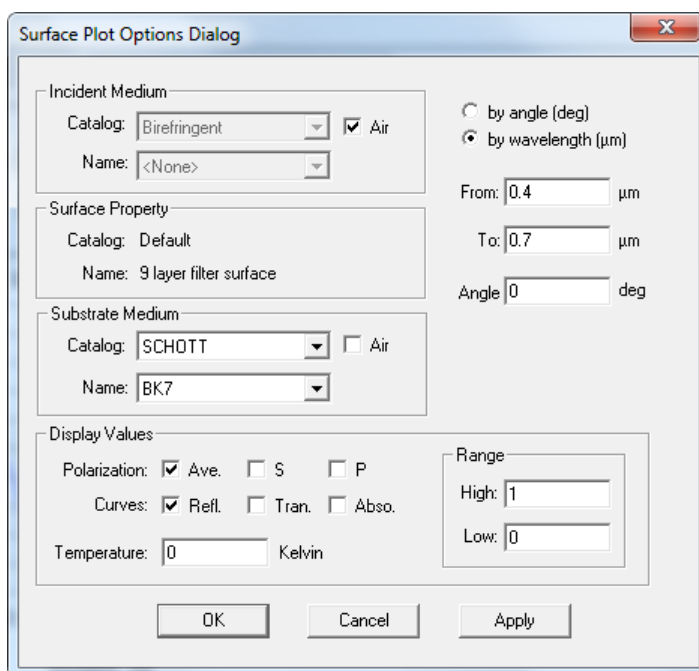 Surface Plot Options Dialog
Incident Medium
Catalog: Birefringent Air
Name: <None>
by angle (deg)
by wavelength (µm)
From: 0.4 µm
To: 0.7 µm
Angle 0 deg
Surface Property
Catalog: Default
Name: 9 layer filter surface
Substrate Medium
Catalog: SCHOTT Air
Name: BK7
Display Values
Polarization: Ave. S P
Curves: Refl. Tran. Abso.
Temperature: 0 Kelvin
Range
High: 1
Low: 0
OK Cancel Apply